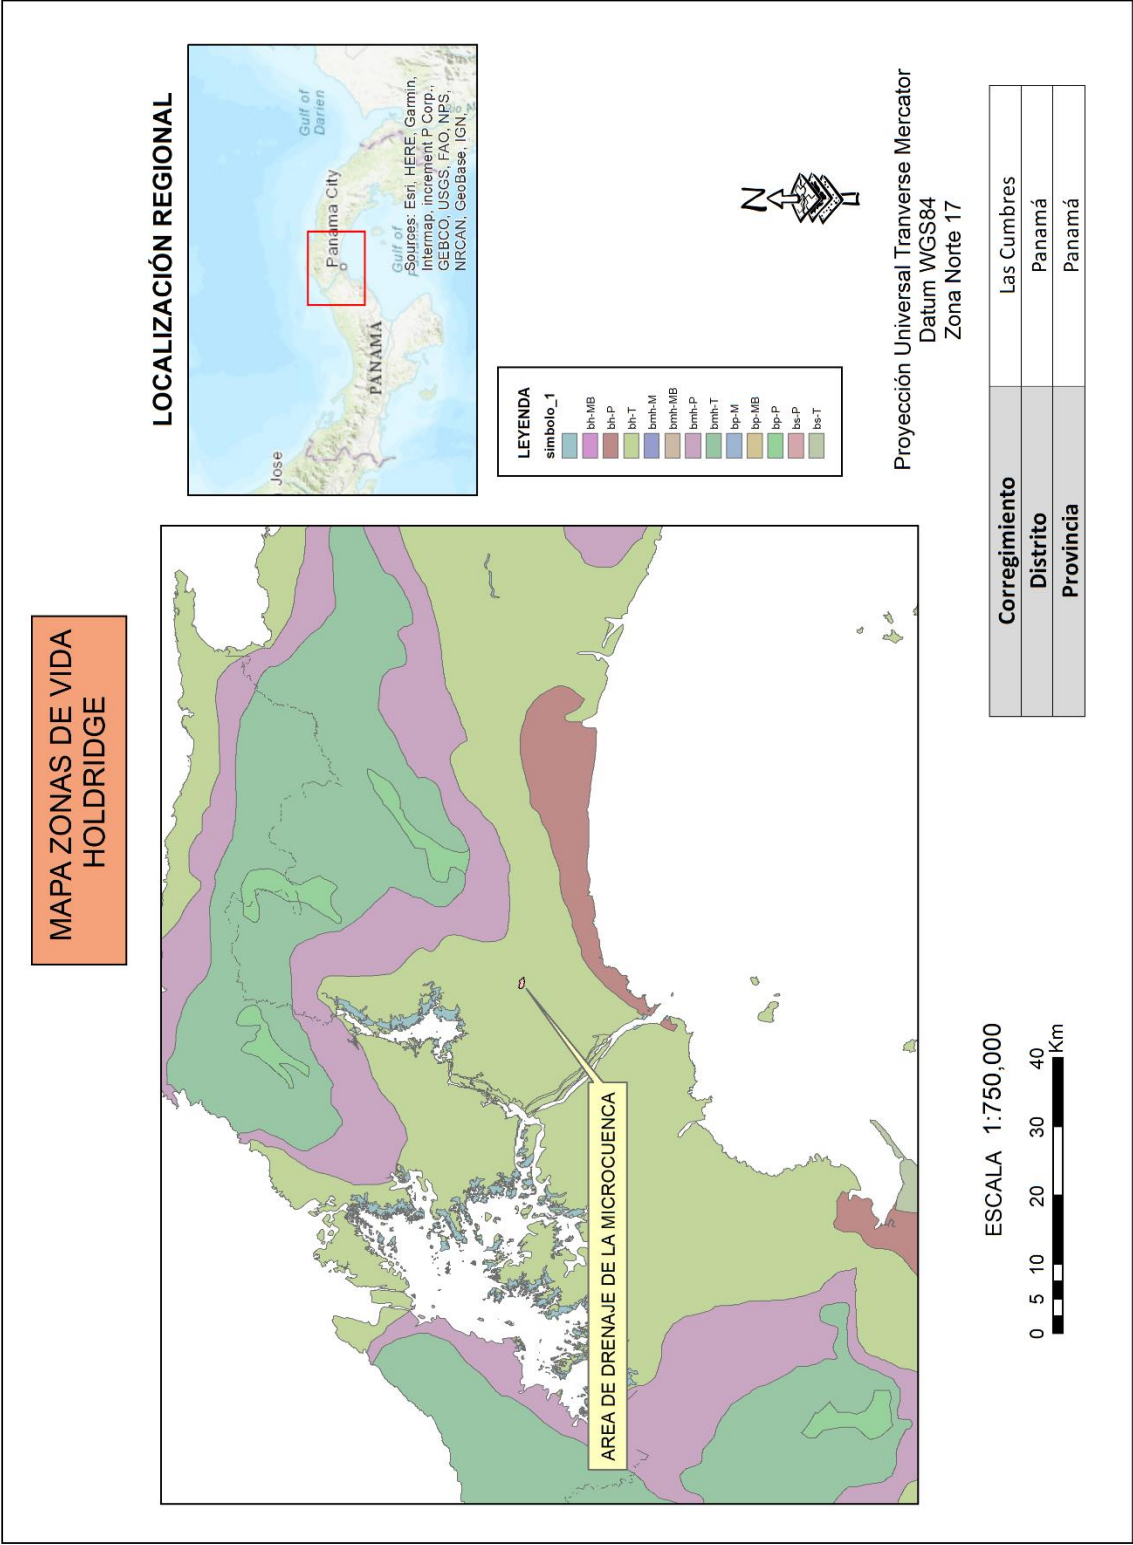 MAPA ZONAS DE VIDA
HOLDRIDGE
AREA DE DRENAJE DE LA MICROCUENCA
LOCALIZACIÓN REGIONAL
Jose
PANAMÁ
Panama City
Gulf of
Darien
Gulf of
Sources: Esri, HERE, Garmin,
Intermap, increment P Corp.,
GEBCO, USGS, FAO, NPS,
NRCAN, GeoBase, IGN,
LEYENDA
simbolo_1
bh-MB
bh-P
bh-T
bmh-M
bmh-MB
bmh-P
bmh-T
bp-M
bp-MB
bp-P
bs-P
bs-T
N
Proyección Universal Tranverse Mercator
Datum WGS84
Zona Norte 17
ESCALA 1:750,000
0 5 10 20 30 40
Km
Corregimiento Las Cumbres
Distrito Panamá
Provincia Panamá